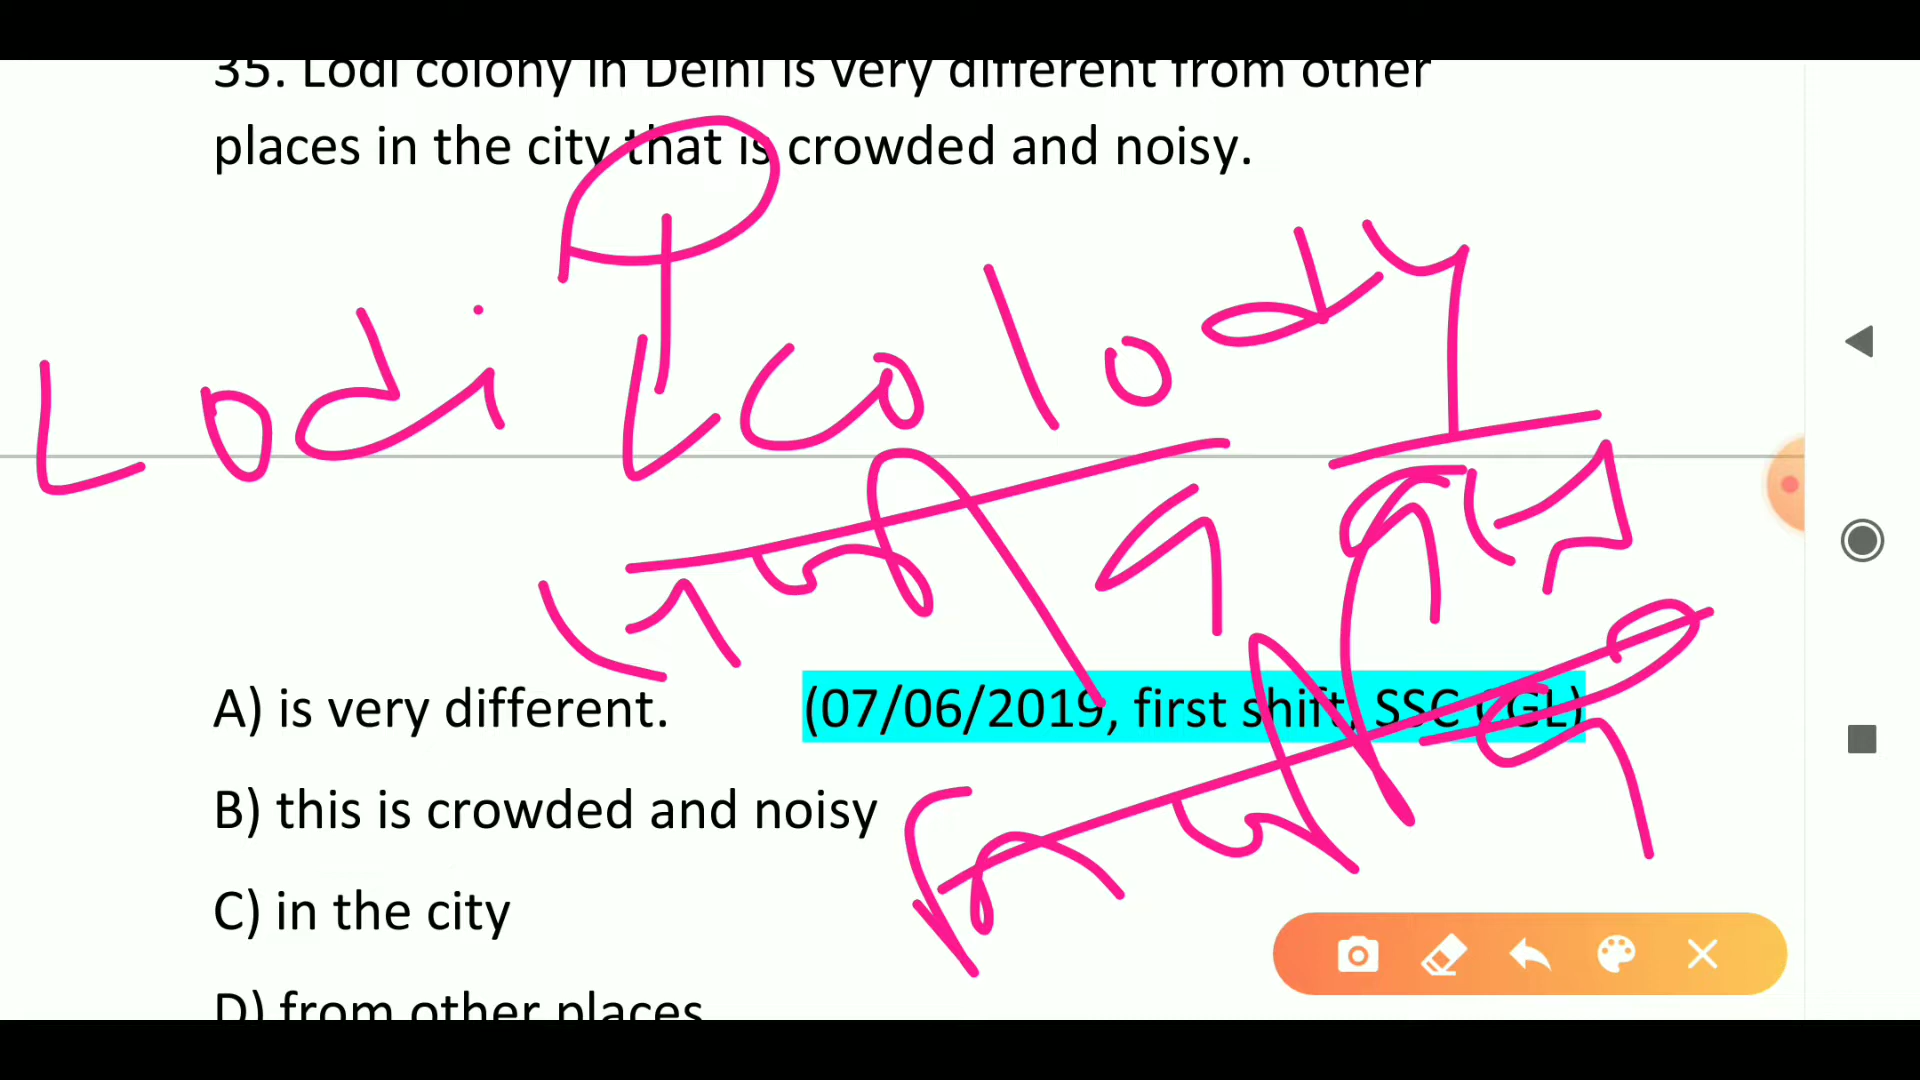 35. Lodi colony in Delhi is very different from other
places in the city that is crowded and noisy.
Lodi colody
A) is very different. (07/06/2019, first shift, SSC CGL)
B) this is crowded and noisy
C) in the city
D) from other places